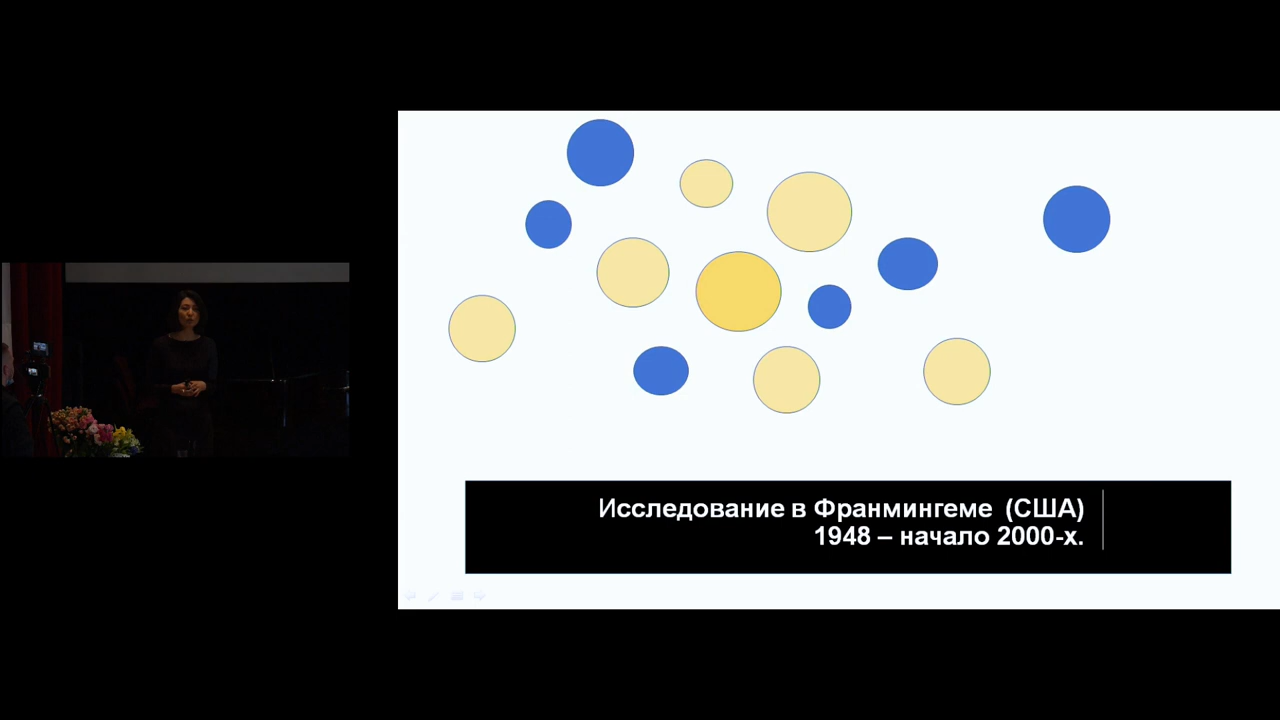 Исследование в Франмингеме (США)
1948 – начало 2000-х.